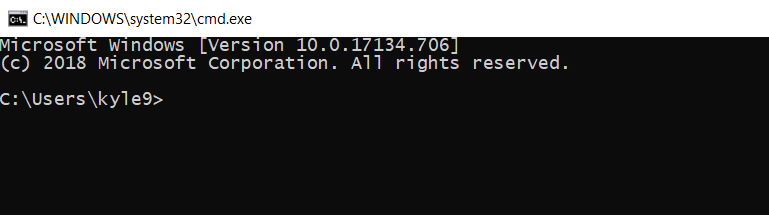 C:\WINDOWS\system32\cmd.exe
Microsoft Windows [Version 10.0.17134.706]
(c) 2018 Microsoft Corporation. All rights reserved.
C:\Users\kyle9>